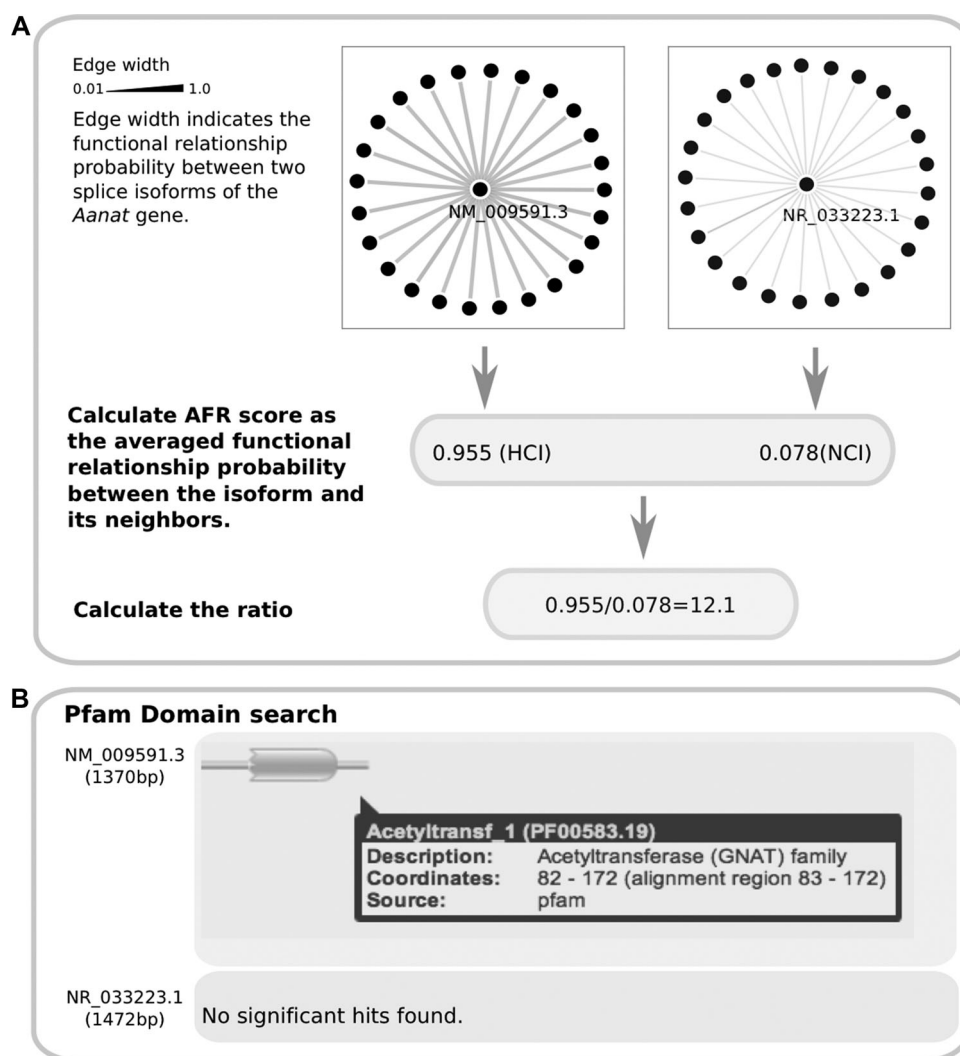 A
Edge width
0.01 1.0
Edge width indicates the
functional relationship
probability between two
splice isoforms of the
Aanat gene.
NM_009591.3
NR_033223.1
Calculate AFR score as
the averaged functional
relationship probability
between the isoform and
its neighbors.
0.955 (HCI)
0.078(NCI)
Calculate the ratio
0.955/0.078=12.1
B
Pfam Domain search
NM_009591.3
(1370bp)
Acetyltransf_1 (PF00583.19)
Description: Acetyltransferase (GNAT) family
Coordinates: 82 - 172 (alignment region 83 - 172)
Source: pfam
NR_033223.1
(1472bp)
No significant hits found.